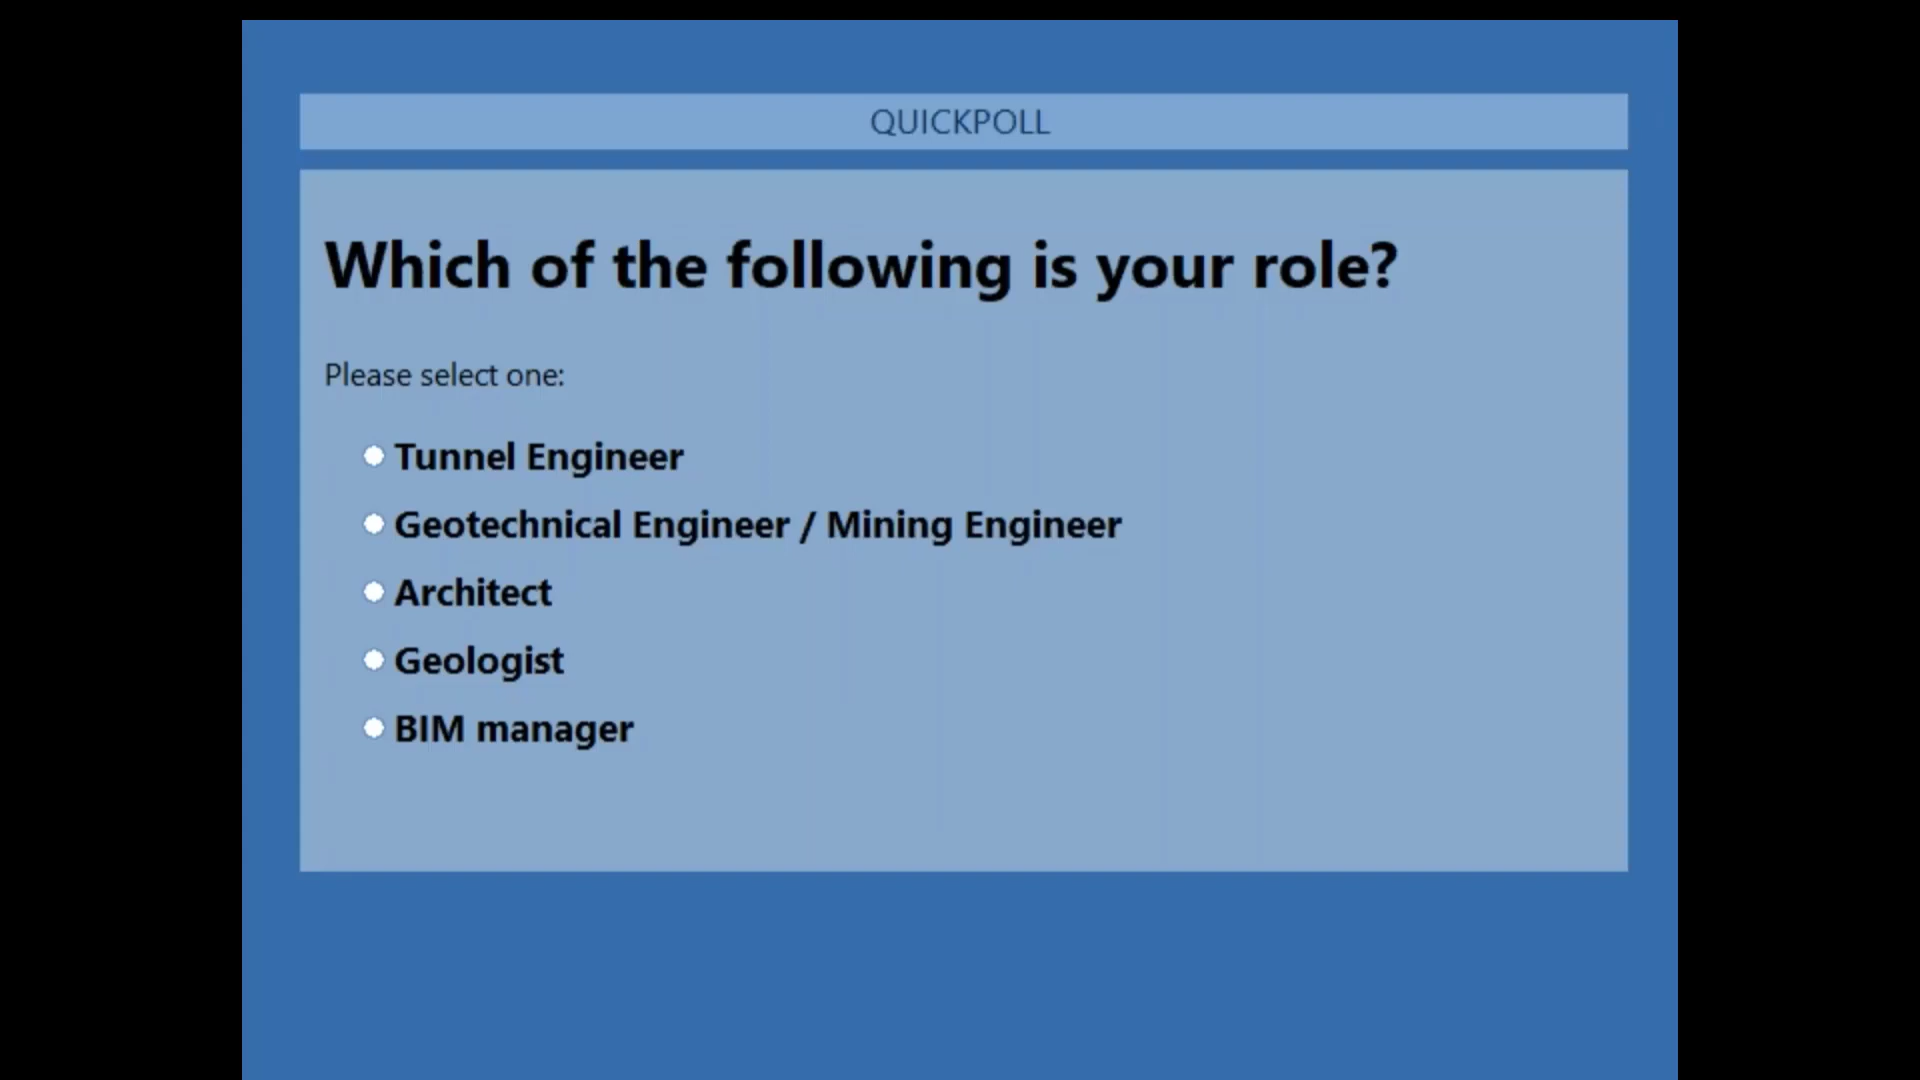 QUICKPOLL
Which of the following is your role?
Please select one:
Tunnel Engineer
Geotechnical Engineer / Mining Engineer
Architect
Geologist
BIM manager